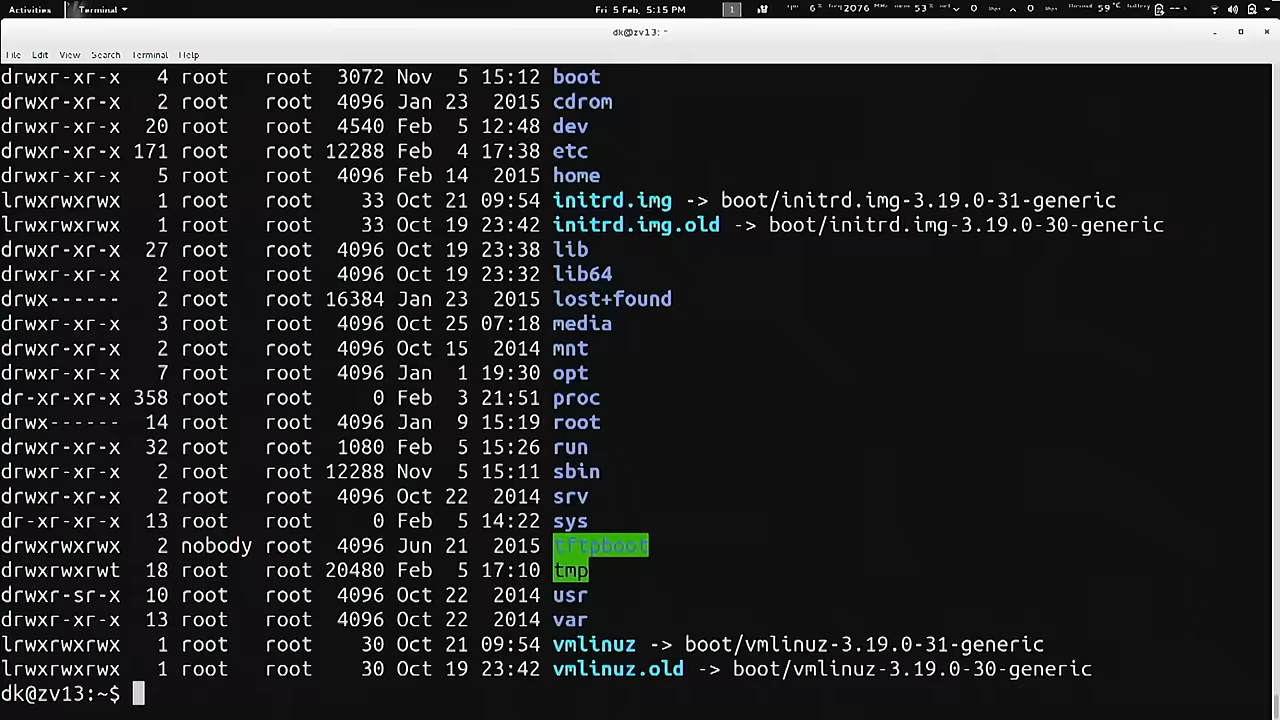 Activities Terminal Fri 5 Feb, 5:15 PM 1 6% 2076 53% 0 0 59 °C
dk@zv13: ~
File Edit View Search Terminal Help
drwxr-xr-x 4 root root 3072 Nov 5 15:12 boot
drwxr-xr-x 2 root root 4096 Jan 23 2015 cdrom
drwxr-xr-x 20 root root 4540 Feb 5 12:48 dev
drwxr-xr-x 171 root root 12288 Feb 4 17:38 etc
drwxr-xr-x 5 root root 4096 Feb 14 2015 home
lrwxrwxrwx 1 root root 33 Oct 21 09:54 initrd.img -> boot/initrd.img-3.19.0-31-generic
lrwxrwxrwx 1 root root 33 Oct 19 23:42 initrd.img.old -> boot/initrd.img-3.19.0-30-generic
drwxr-xr-x 27 root root 4096 Oct 19 23:38 lib
drwxr-xr-x 2 root root 4096 Oct 19 23:32 lib64
drwx------ 2 root root 16384 Jan 23 2015 lost+found
drwxr-xr-x 3 root root 4096 Oct 25 07:18 media
drwxr-xr-x 2 root root 4096 Oct 15 2014 mnt
drwxr-xr-x 7 root root 4096 Jan 1 19:30 opt
dr-xr-xr-x 358 root root 0 Feb 3 21:51 proc
drwx------ 14 root root 4096 Jan 9 15:19 root
drwxr-xr-x 32 root root 1080 Feb 5 15:26 run
drwxr-xr-x 2 root root 12288 Nov 5 15:11 sbin
drwxr-xr-x 2 root root 4096 Oct 22 2014 srv
dr-xr-xr-x 13 root root 0 Feb 5 14:22 sys
drwxrwxrwx 2 nobody root 4096 Jun 21 2015 tftpboot
drwxrwxrwt 18 root root 20480 Feb 5 17:10 tmp
drwxr-sr-x 10 root root 4096 Oct 22 2014 usr
drwxr-xr-x 13 root root 4096 Oct 22 2014 var
lrwxrwxrwx 1 root root 30 Oct 21 09:54 vmlinuz -> boot/vmlinuz-3.19.0-31-generic
lrwxrwxrwx 1 root root 30 Oct 19 23:42 vmlinuz.old -> boot/vmlinuz-3.19.0-30-generic
dk@zv13:~$